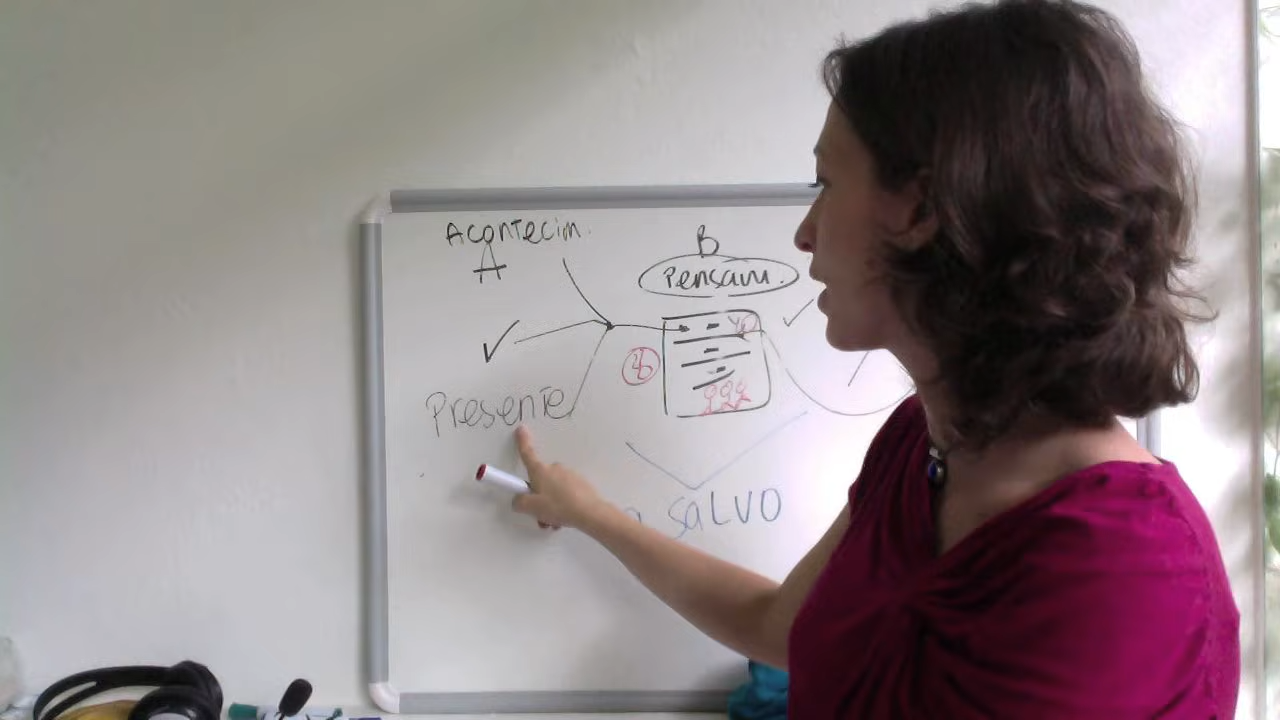 Acontecim.
A
B
Pensam.
Presente
a salvo